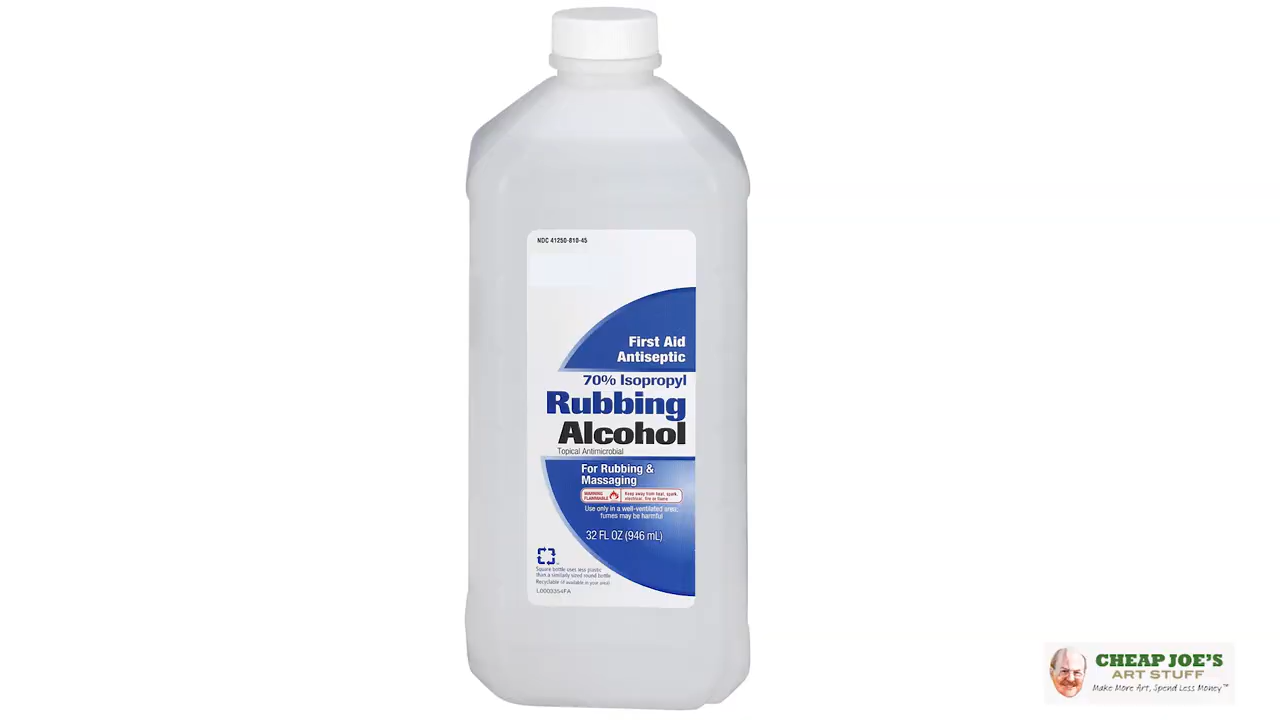 NDC 41250-810-45
First Aid
Antiseptic
70% Isopropyl
Rubbing
Alcohol
Topical Antimicrobial
For Rubbing &
Massaging
WARNING
FLAMMABLE
Keep away from heat, spark,
electrical, fire or flame
Use only in a well-ventilated area;
fumes may be harmful
32 FL OZ (946 mL)
Square bottle uses less plastic
than a similarly sized round bottle
Recyclable (if available in your area)
L0003354FA
CHEAP JOE'S
ART STUFF
Make More Art, Spend Less Money™